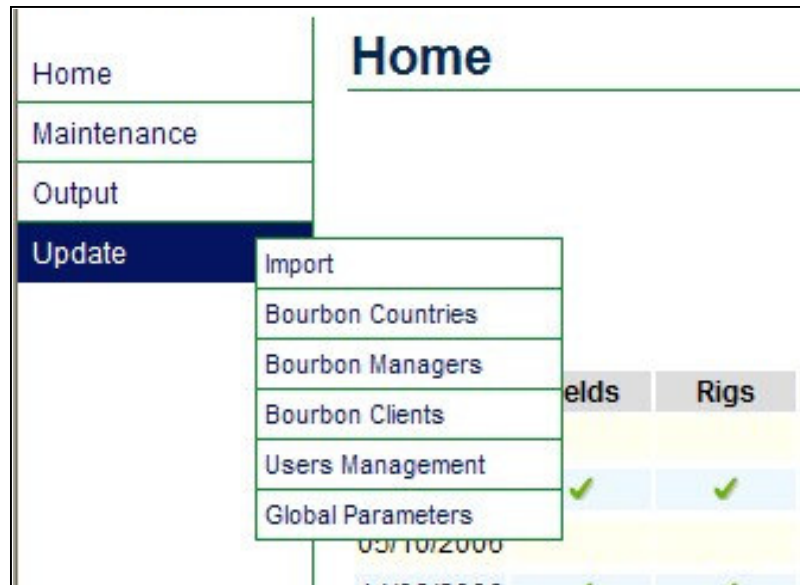 Home
Home
Maintenance
Output
Update
Import
Bourbon Countries
Bourbon Managers
Bourbon Clients
Users Management
Global Parameters
Rigs